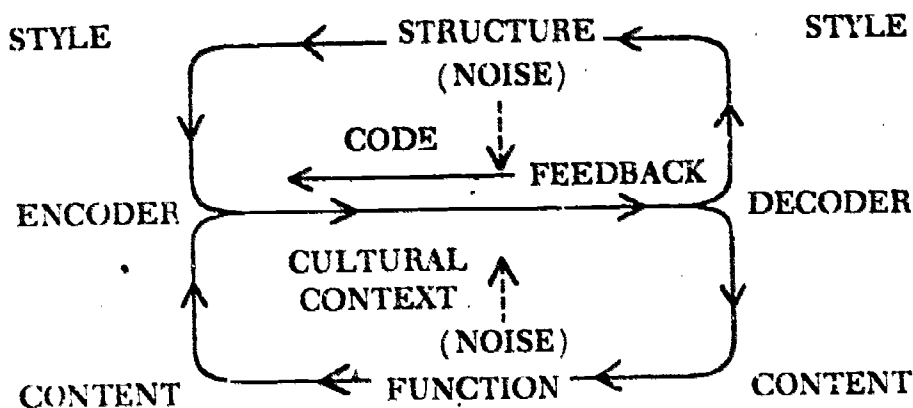 STYLE STRUCTURE STYLE
(NOISE)
CODE
FEEDBACK
ENCODER DECODER
CULTURAL
CONTEXT
(NOISE)
CONTENT FUNCTION CONTENT